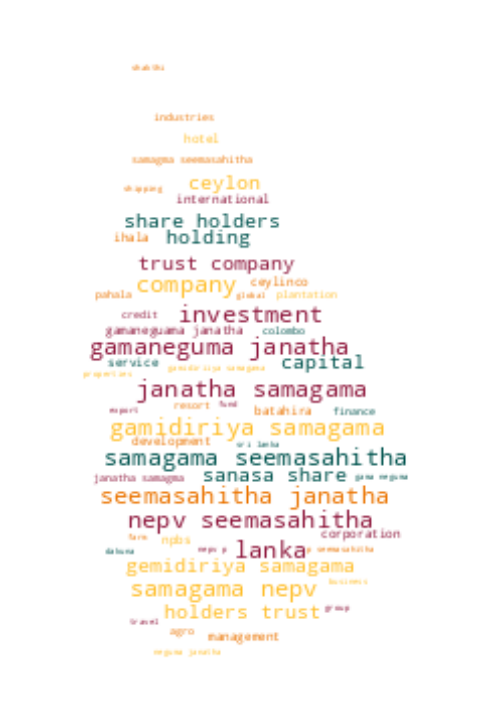 shakthi
industries
hotel
samagma seemasahitha
shipping ceylon
international
share holders
ihala holding
trust company
company ceylinco
pahala global plantation
credit investment
gamaneguama janatha colombo
gamaneguma janatha
service capital
gamidiriya samagama
properties
janatha samagama
export resort fund
batahira finance
gamidiriya samagama
development sri lanka
samagama seemasahitha
janatha samagma sanasa share gama neguma
seemasahitha janatha
nepv seemasahitha
farm npbs corporation
dakuna nepv p lanka p seemasahitha
gemidiriya samagama
samagama nepv business
holders trust group
travel
agro management
neguma janatha